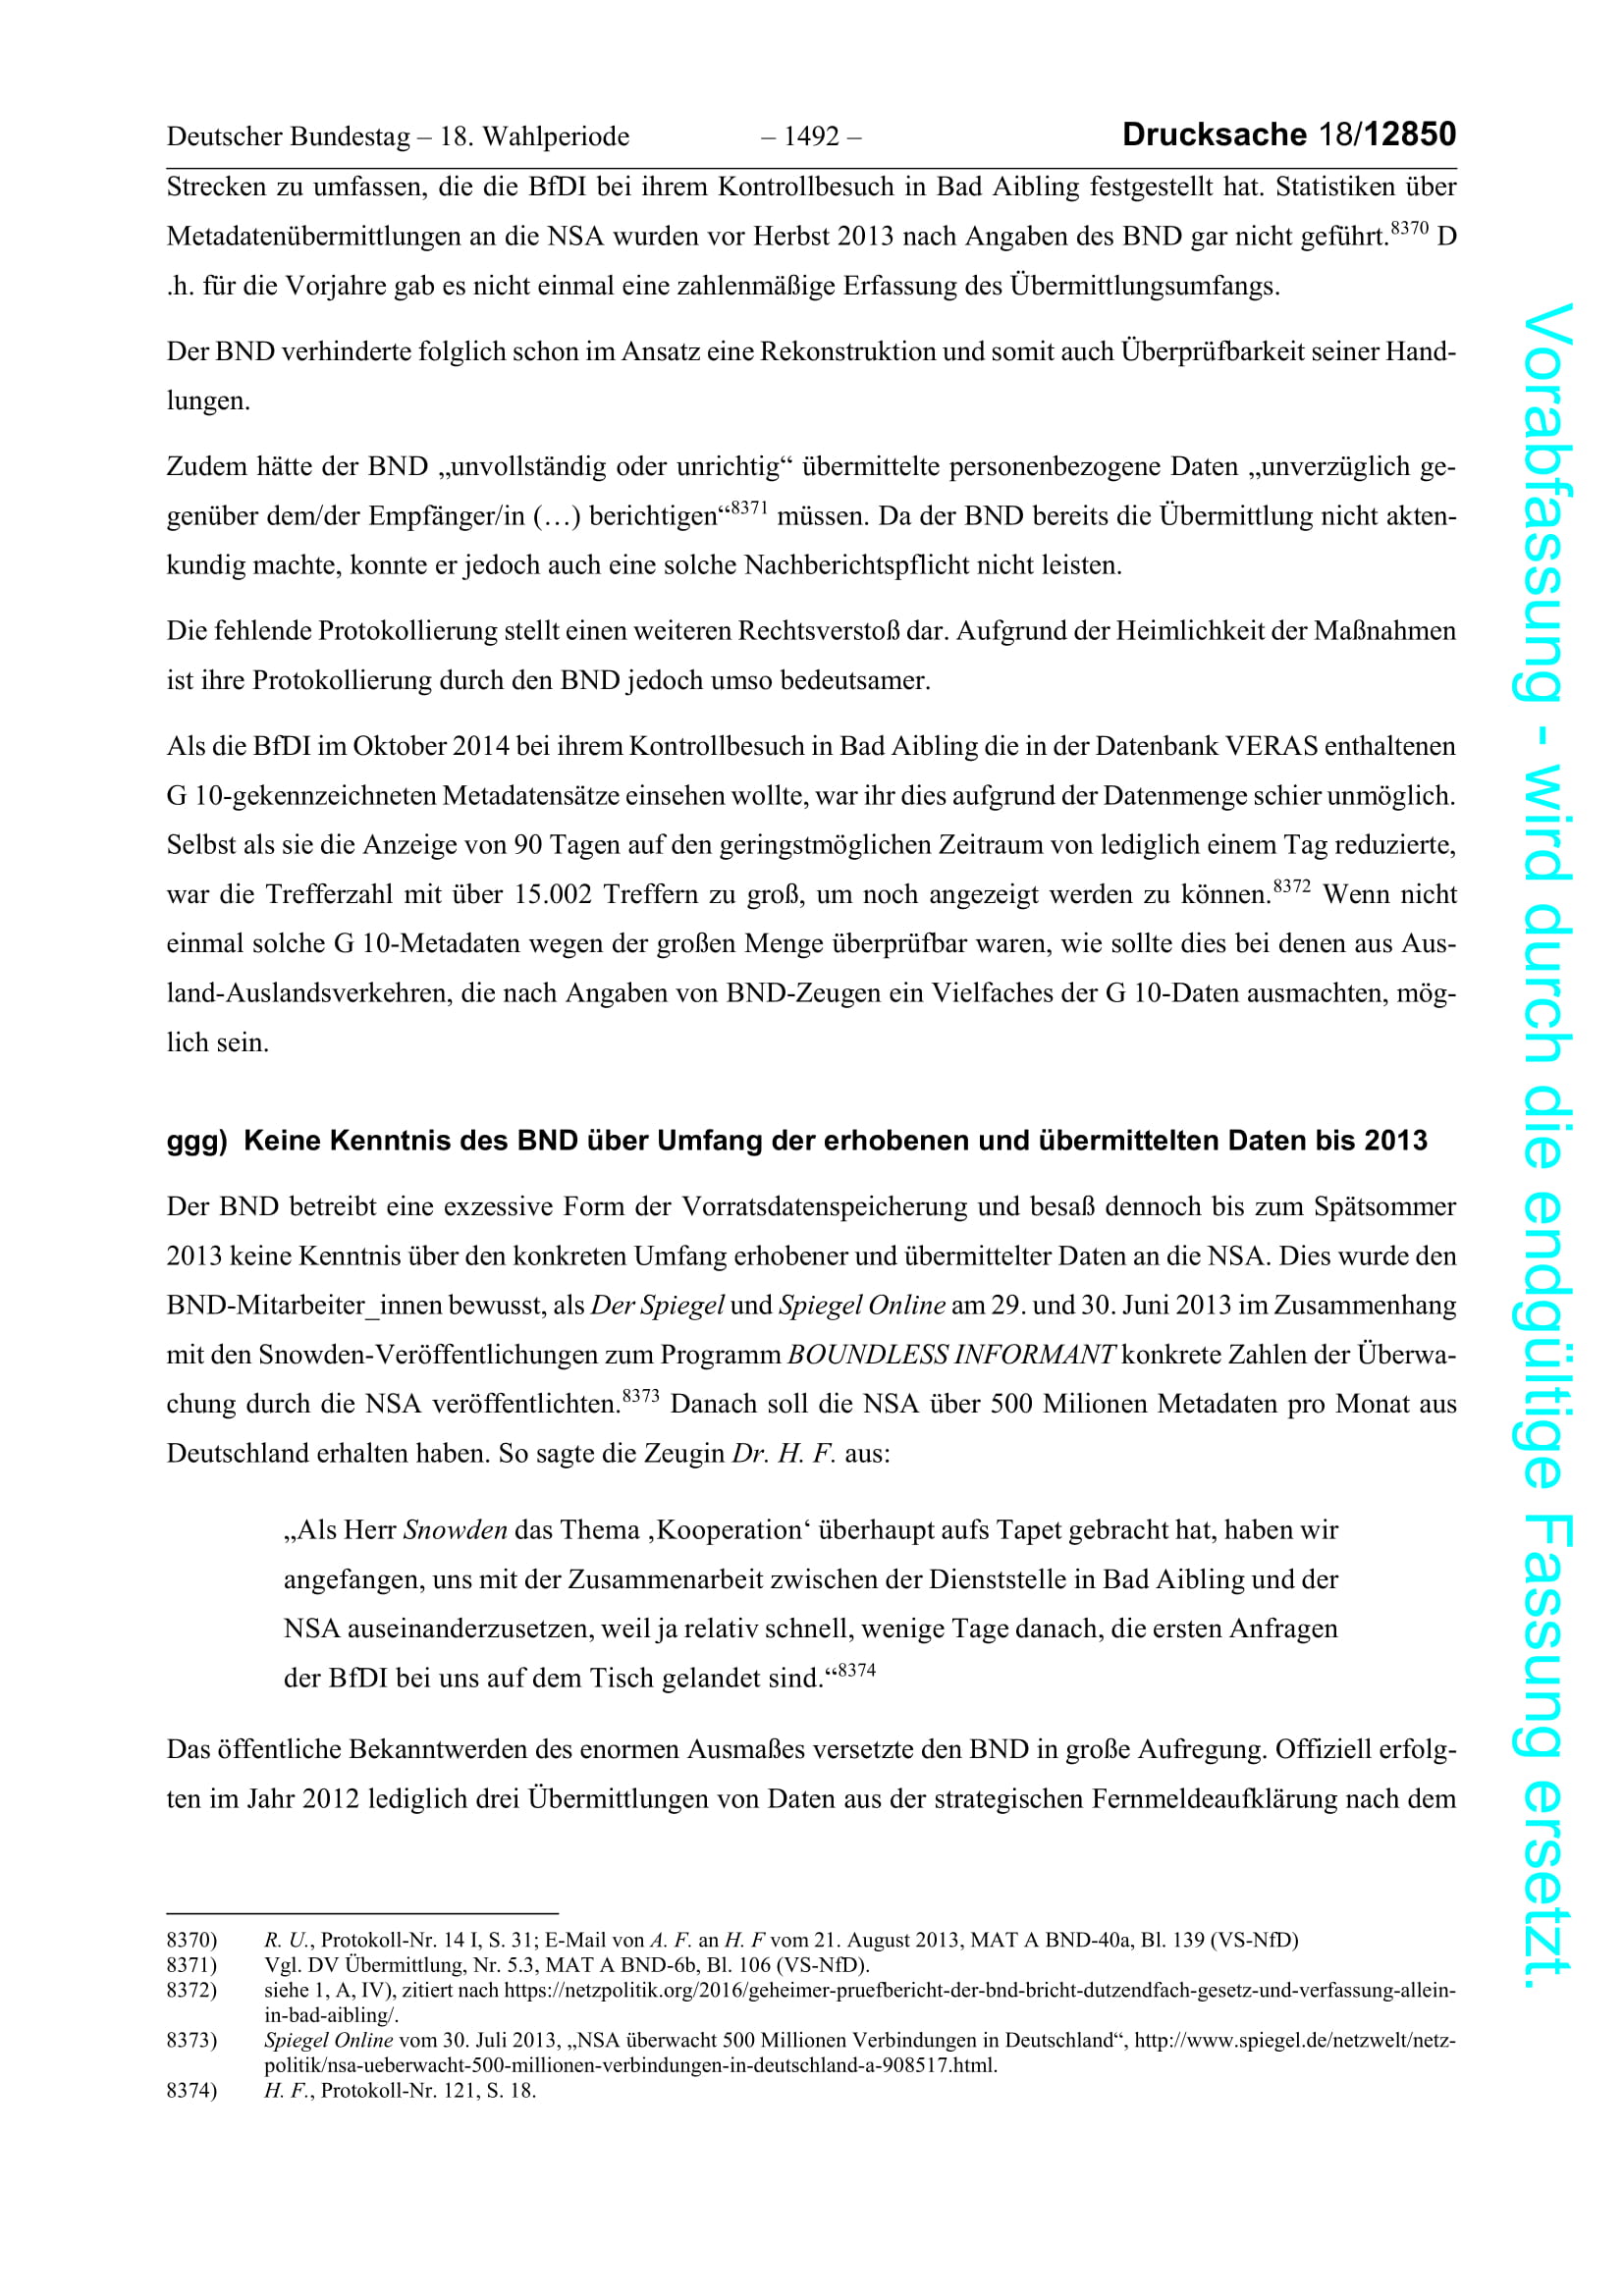 Deutscher Bundestag – 18. Wahlperiode – 1492 – Drucksache 18/12850
Strecken zu umfassen, die die BfDI bei ihrem Kontrollbesuch in Bad Aibling festgestellt hat. Statistiken über
Metadatenübermittlungen an die NSA wurden vor Herbst 2013 nach Angaben des BND gar nicht geführt.8370 D
.h. für die Vorjahre gab es nicht einmal eine zahlenmäßige Erfassung des Übermittlungsumfangs.
Der BND verhinderte folglich schon im Ansatz eine Rekonstruktion und somit auch Überprüfbarkeit seiner Hand-
lungen.
Zudem hätte der BND „unvollständig oder unrichtig“ übermittelte personenbezogene Daten „unverzüglich ge-
genüber dem/der Empfänger/in (…) berichtigen“8371 müssen. Da der BND bereits die Übermittlung nicht akten-
kundig machte, konnte er jedoch auch eine solche Nachberichtspflicht nicht leisten.
Die fehlende Protokollierung stellt einen weiteren Rechtsverstoß dar. Aufgrund der Heimlichkeit der Maßnahmen
ist ihre Protokollierung durch den BND jedoch umso bedeutsamer.
Als die BfDI im Oktober 2014 bei ihrem Kontrollbesuch in Bad Aibling die in der Datenbank VERAS enthaltenen
G 10-gekennzeichneten Metadatensätze einsehen wollte, war ihr dies aufgrund der Datenmenge schier unmöglich.
Selbst als sie die Anzeige von 90 Tagen auf den geringstmöglichen Zeitraum von lediglich einem Tag reduzierte,
war die Trefferzahl mit über 15.002 Treffern zu groß, um noch angezeigt werden zu können.8372 Wenn nicht
einmal solche G 10-Metadaten wegen der großen Menge überprüfbar waren, wie sollte dies bei denen aus Aus-
land-Auslandsverkehren, die nach Angaben von BND-Zeugen ein Vielfaches der G 10-Daten ausmachten, mög-
lich sein.
ggg) Keine Kenntnis des BND über Umfang der erhobenen und übermittelten Daten bis 2013
Der BND betreibt eine exzessive Form der Vorratsdatenspeicherung und besaß dennoch bis zum Spätsommer
2013 keine Kenntnis über den konkreten Umfang erhobener und übermittelter Daten an die NSA. Dies wurde den
BND-Mitarbeiter_innen bewusst, als Der Spiegel und Spiegel Online am 29. und 30. Juni 2013 im Zusammenhang
mit den Snowden-Veröffentlichungen zum Programm BOUNDLESS INFORMANT konkrete Zahlen der Überwa-
chung durch die NSA veröffentlichten.8373 Danach soll die NSA über 500 Milionen Metadaten pro Monat aus
Deutschland erhalten haben. So sagte die Zeugin Dr. H. F. aus:
„Als Herr Snowden das Thema ‚Kooperation‘ überhaupt aufs Tapet gebracht hat, haben wir
angefangen, uns mit der Zusammenarbeit zwischen der Dienststelle in Bad Aibling und der
NSA auseinanderzusetzen, weil ja relativ schnell, wenige Tage danach, die ersten Anfragen
der BfDI bei uns auf dem Tisch gelandet sind.“8374
Das öffentliche Bekanntwerden des enormen Ausmaßes versetzte den BND in große Aufregung. Offiziell erfolg-
ten im Jahr 2012 lediglich drei Übermittlungen von Daten aus der strategischen Fernmeldeaufklärung nach dem
8370) R. U., Protokoll-Nr. 14 I, S. 31; E-Mail von A. F. an H. F vom 21. August 2013, MAT A BND-40a, Bl. 139 (VS-NfD)
8371) Vgl. DV Übermittlung, Nr. 5.3, MAT A BND-6b, Bl. 106 (VS-NfD).
8372) siehe 1, A, IV), zitiert nach https://netzpolitik.org/2016/geheimer-pruefbericht-der-bnd-bricht-dutzendfach-gesetz-und-verfassung-allein-
in-bad-aibling/.
8373) Spiegel Online vom 30. Juli 2013, „NSA überwacht 500 Millionen Verbindungen in Deutschland“, http://www.spiegel.de/netzwelt/netz-
politik/nsa-ueberwacht-500-millionen-verbindungen-in-deutschland-a-908517.html.
8374) H. F., Protokoll-Nr. 121, S. 18.
Vorabfassung - wird durch die endgültige Fassung ersetzt.